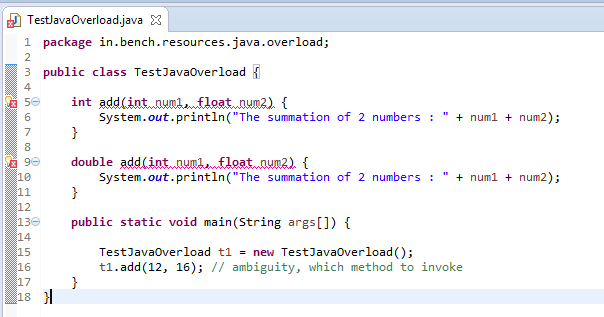 TestJavaOverload.java
1 package in.bench.resources.java.overload;
2
3 public class TestJavaOverload {
4
5 int add(int num1, float num2) {
6 System.out.println("The summation of 2 numbers : " + num1 + num2);
7 }
8
9 double add(int num1, float num2) {
10 System.out.println("The summation of 2 numbers : " + num1 + num2);
11 }
12
13 public static void main(String args[]) {
14
15 TestJavaOverload t1 = new TestJavaOverload();
16 t1.add(12, 16); // ambiguity, which method to invoke
17 }
18 }